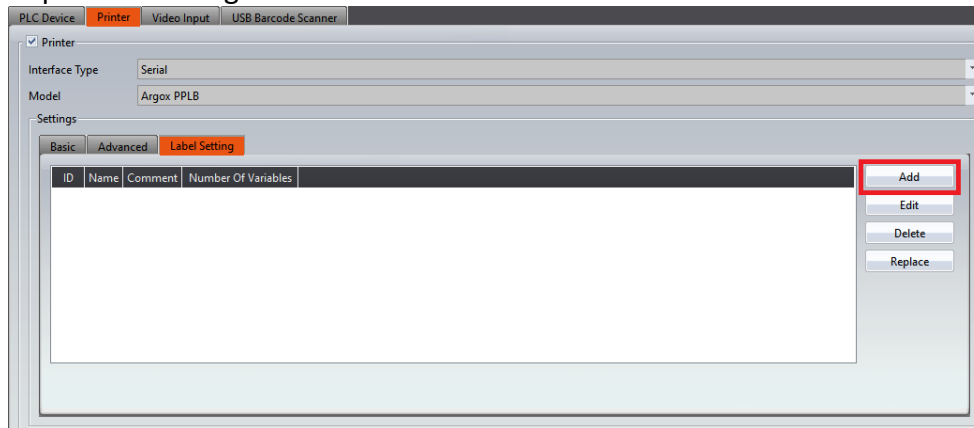 PLC Device Printer Video Input USB Barcode Scanner
Printer
Interface Type Serial
Model Argox PPLB
Settings
Basic Advanced Label Setting
ID Name Comment Number Of Variables
Add
Edit
Delete
Replace